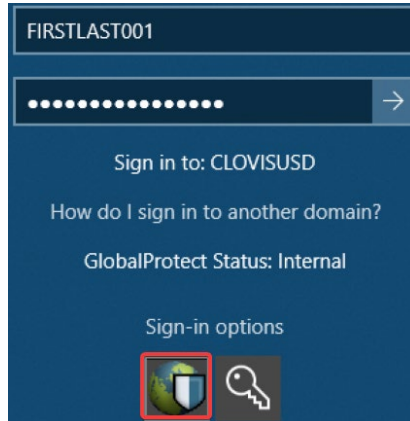 FIRSTLAST001
Sign in to: CLOVISUSD
How do I sign in to another domain?
GlobalProtect Status: Internal
Sign-in options